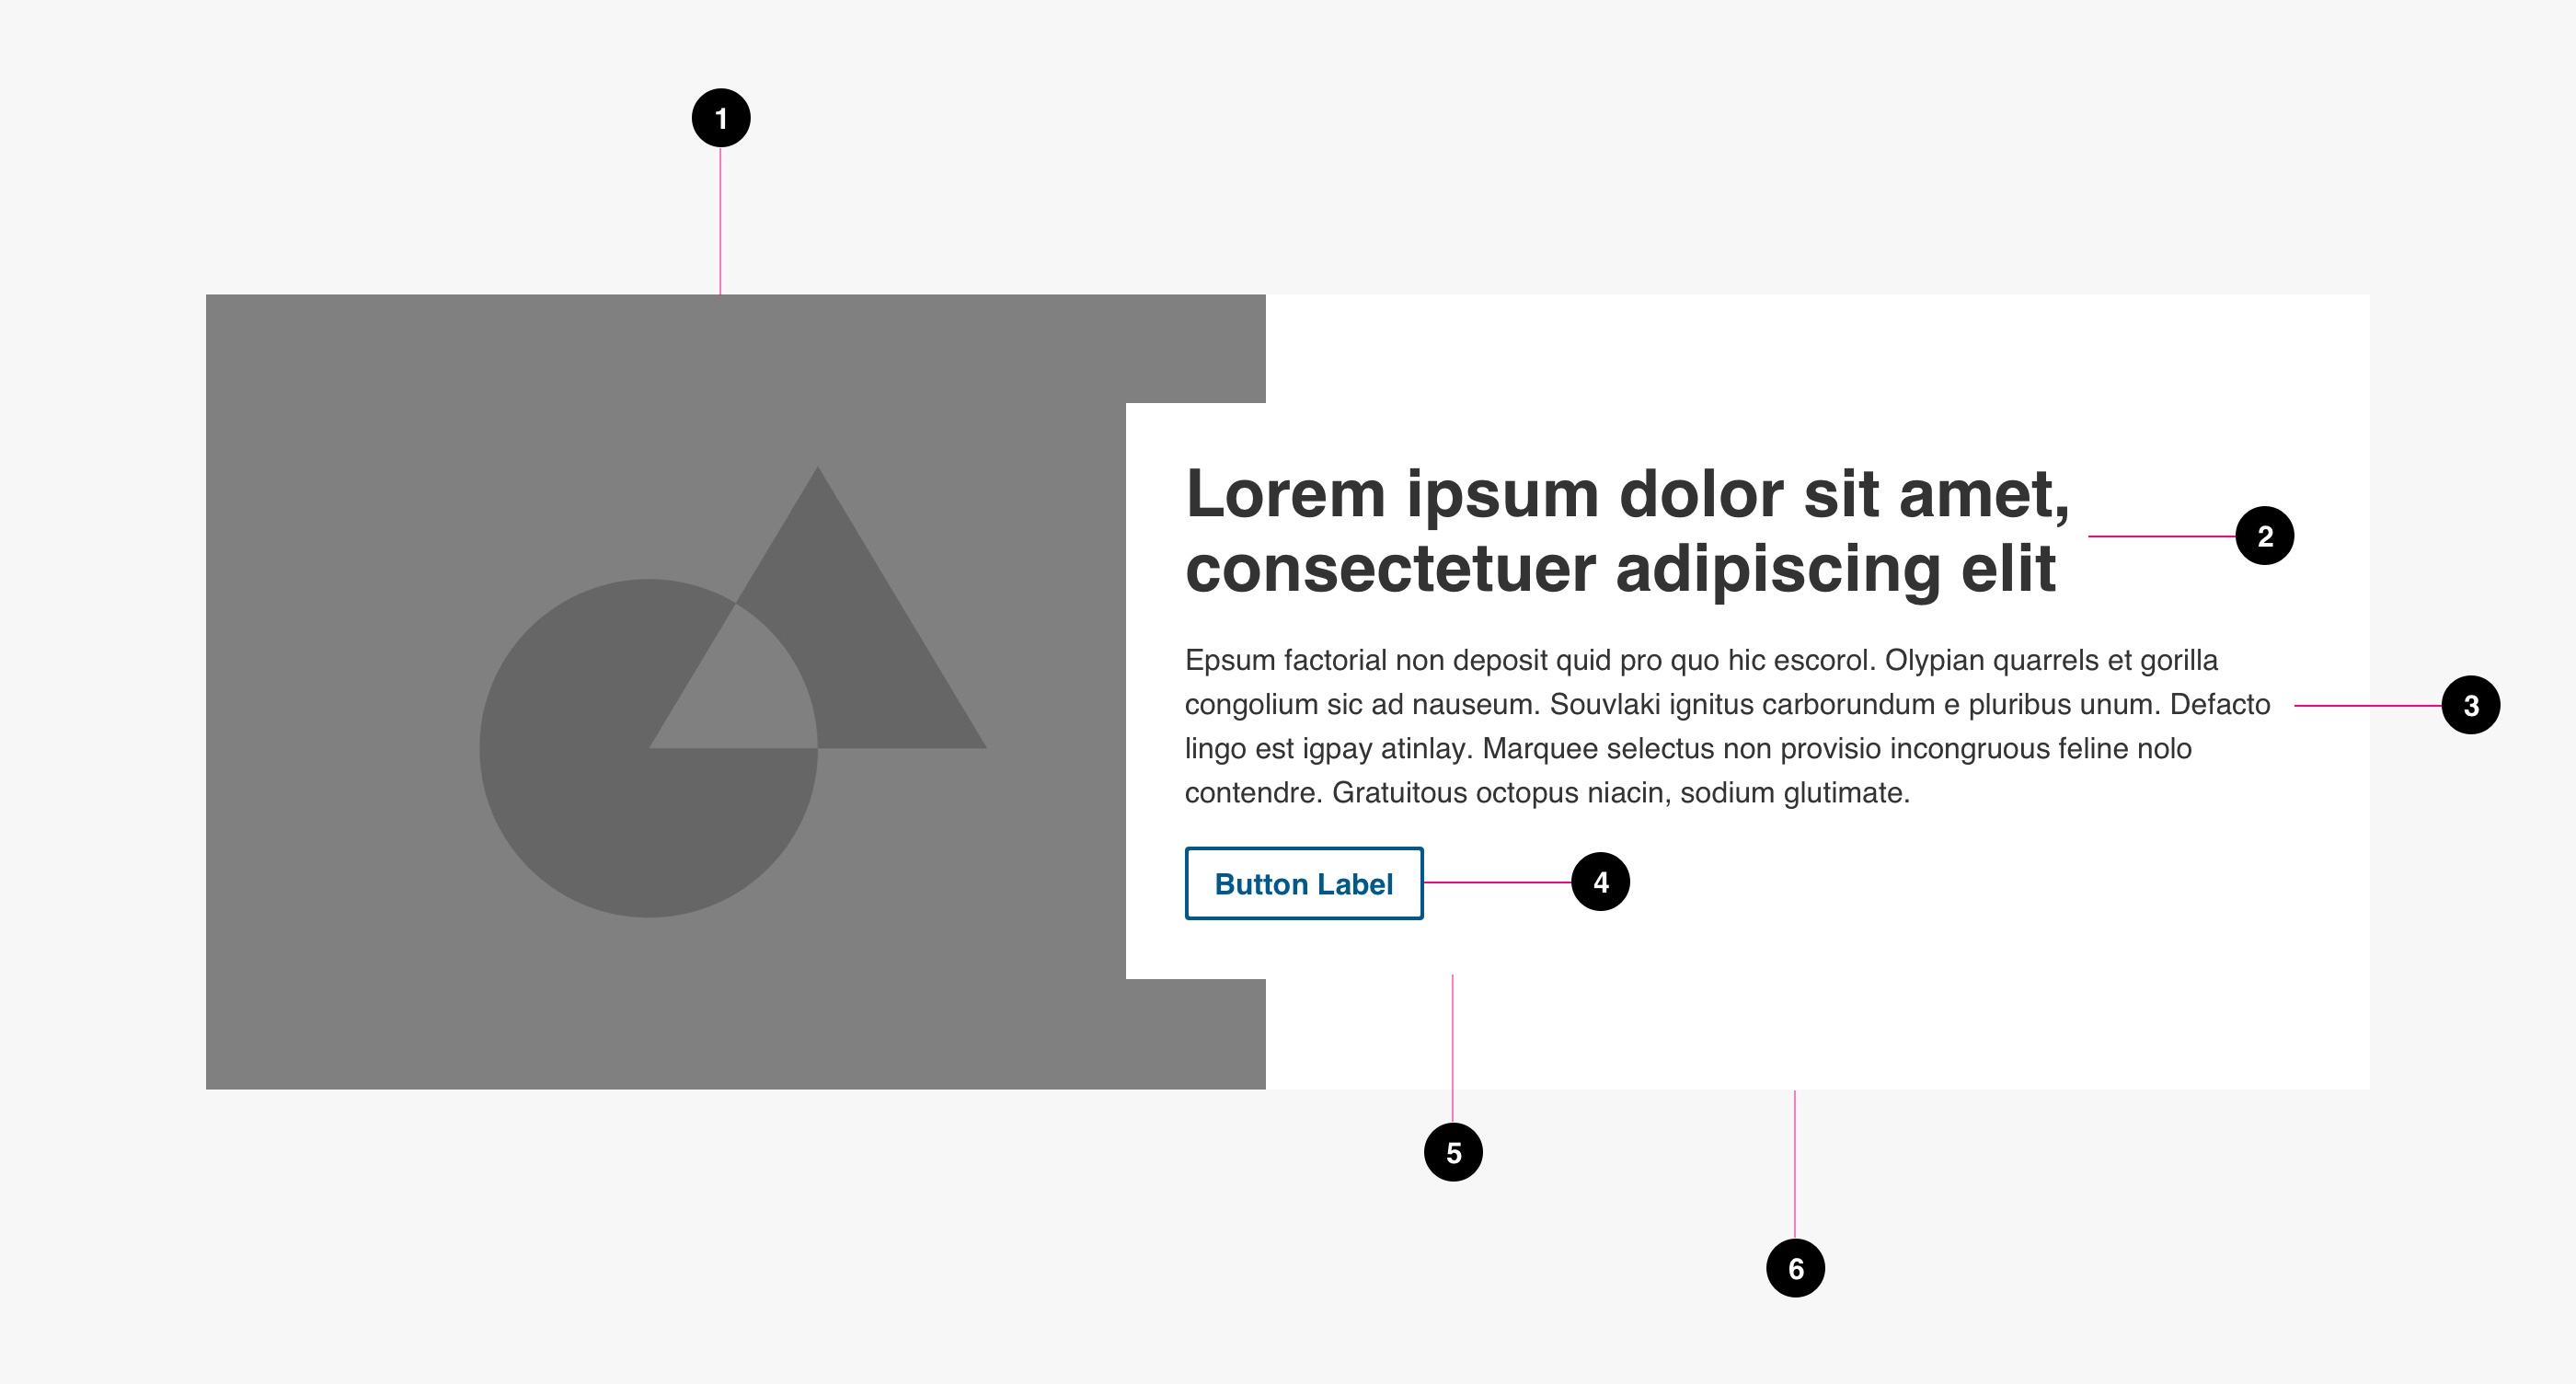 1
Lorem ipsum dolor sit amet,
consectetuer adipiscing elit
2
Epsum factorial non deposit quid pro quo hic escorol. Olypian quarrels et gorilla
congolium sic ad nauseum. Souvlaki ignitus carborundum e pluribus unum. Defacto
lingo est igpay atinlay. Marquee selectus non provisio incongruous feline nolo
contendre. Gratuitous octopus niacin, sodium glutimate.
3
Button Label
4
5
6